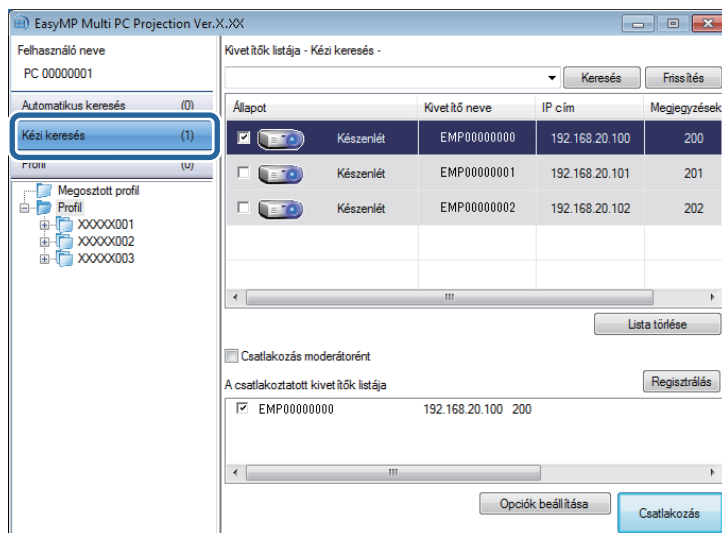 EasyMP Multi PC Projection Ver.X.XX
Felhasználó neve
PC 00000001
Automatikus keresés (0)
Kézi keresés (1)
Profil (0)
Megosztott profil
Profil
XXXXX001
XXXXX002
XXXXX003
Kivetítők listája - Kézi keresés -
Keresés Frissítés
Állapot Kivetítő neve IP cím Megjegyzések
Készenlét EMP00000000 192.168.20.100 200
Készenlét EMP00000001 192.168.20.101 201
Készenlét EMP00000002 192.168.20.102 202
Lista törlése
Csatlakozás moderátorént
A csatlakoztatott kivetítők listája Regisztrálás
EMP00000000 192.168.20.100 200
Opciók beállítása Csatlakozás